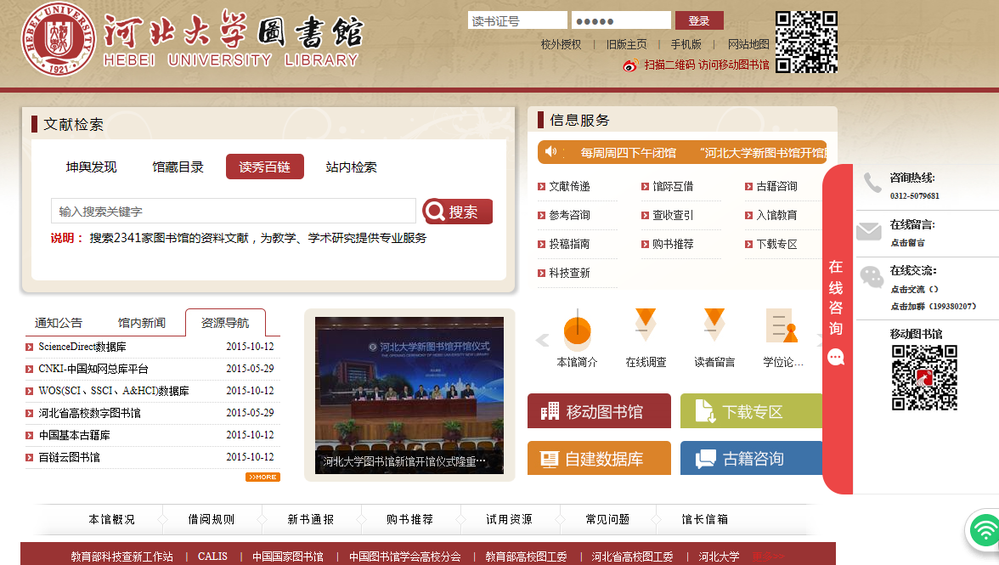 河北大学圖書館
HEBEI UNIVERSITY LIBRARY
HEBEI UNIVERSITY
1921
读书证号
●●●●●
登录
校外授权 | 旧版主页 | 手机版 | 网站地图
扫描二维码 访问移动图书馆
文献检索
坤舆发现 馆藏目录 读秀百链 站内检索
输入搜索关键字
搜索
说明： 搜索2341家图书馆的资料文献，为教学、学术研究提供专业服务
信息服务
： 每周周四下午闭馆 “河北大学新图书馆开馆
文献传递 馆际互借 古籍咨询
参考咨询 查收查引 入馆教育
投稿指南 购书推荐 下载专区
科技查新
通知公告 馆内新闻 资源导航
ScienceDirect数据库 2015-10-12
CNKI-中国知网总库平台 2015-05-29
WOS(SCI、SSCI、A&HCI)数据库 2015-10-12
河北省高校数字图书馆 2015-05-29
中国基本古籍库 2015-10-12
百链云图书馆 2015-10-12
>>MORE
河北大学新图书馆开馆仪式
THE OPENING CEREMONY OF HEBEI UNIVERSITY NEW LIBRARY
河北大学图书馆新馆开馆仪式隆重···
本馆简介 在线调查 读者留言 学位论...
移动图书馆 下载专区
自建数据库 古籍咨询
在线咨询
咨询热线:
0312-5079681
在线留言:
点击留言
在线交流:
点击交流（）
点击加群（199380207）
移动图书馆
本馆概况 借阅规则 新书通报 购书推荐 试用资源 常见问题 馆长信箱
教育部科技查新工作站 | CALIS | 中国国家图书馆 | 中国图书馆学会高校分会 | 教育部高校图工委 | 河北省高校图工委 | 河北大学 更多>>